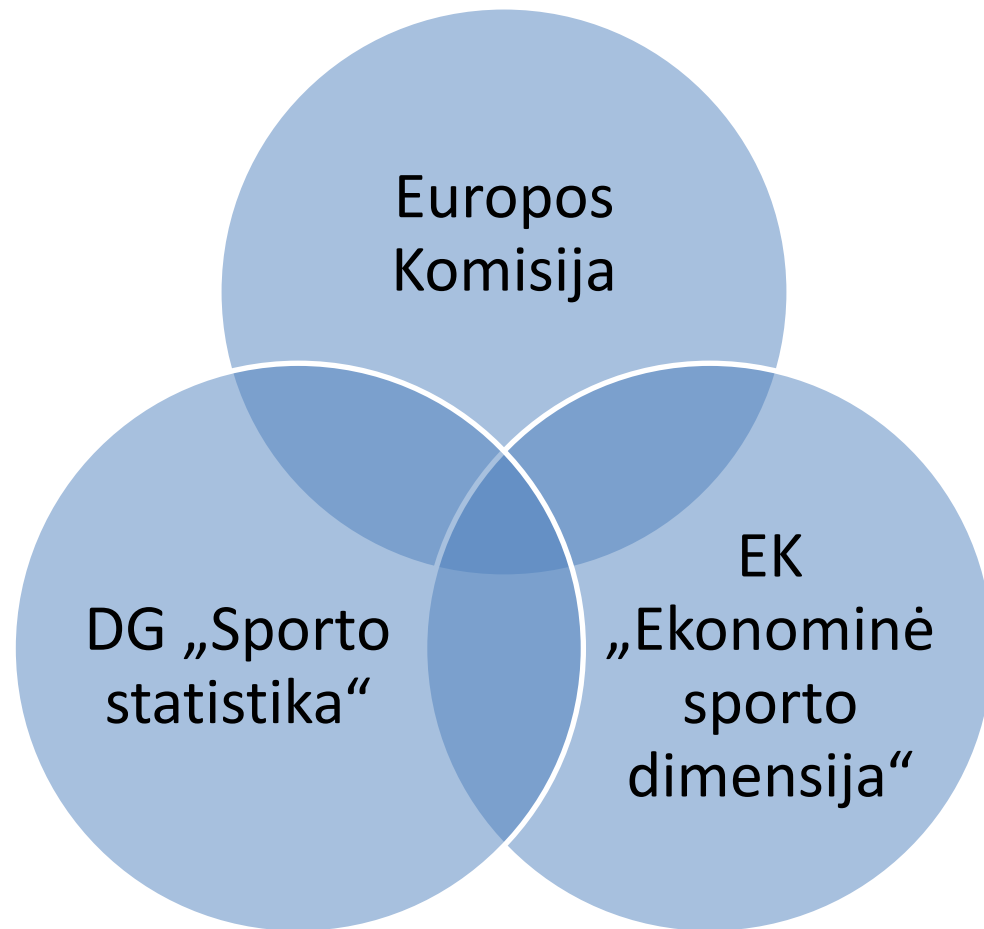 Europos
Komisija
DG „Sporto
statistika“
EK
„Ekonominė
sporto
dimensija“